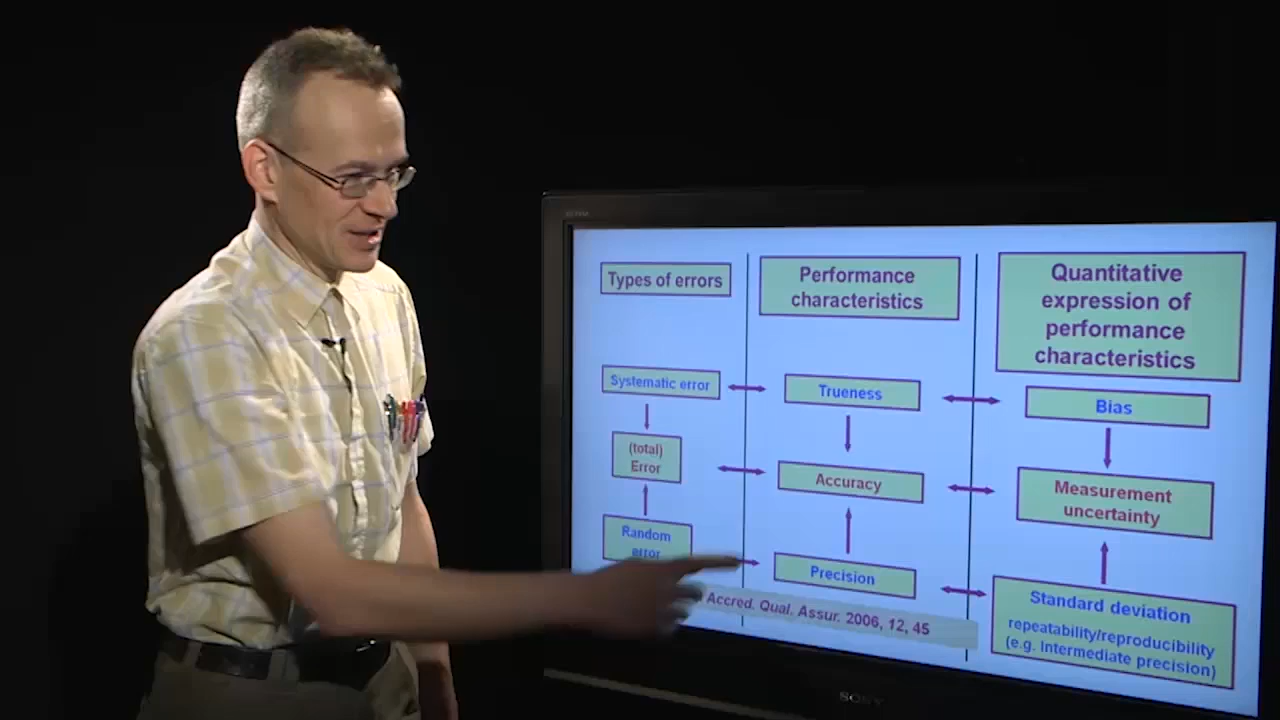 Types of errors
Performance
characteristics
Quantitative
expression of
performance
characteristics
Systematic error
Trueness
Bias
(total)
Error
Accuracy
Measurement
uncertainty
Random
error
Precision
Standard deviation
repeatability/reproducibility
(e.g. Intermediate precision)
Accred. Qual. Assur. 2006, 12, 45
SONY